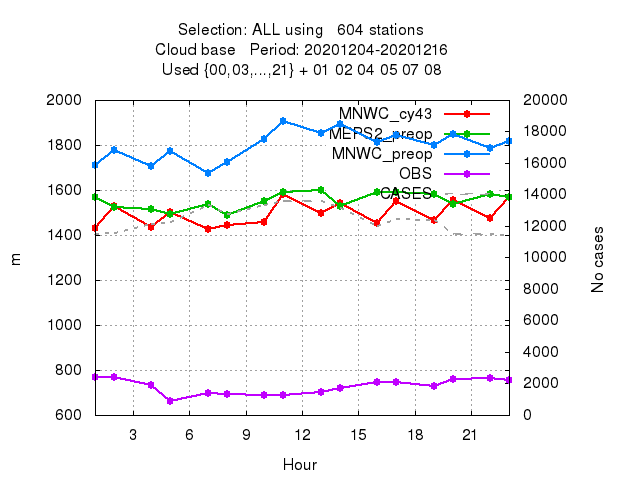 Selection: ALL using   604 stations
Cloud base   Period: 20201204-20201216
Used {00,03,...,21} + 01 02 04 05 07 08
2000
1800
1600
1400
1200
1000
800
600
m
20000
18000
16000
14000
12000
10000
8000
6000
4000
2000
0
No cases
MNWC_cy43
MEPS2_preop
MNWC_preop
OBS
CASES
3 6 9 12 15 18 21
Hour